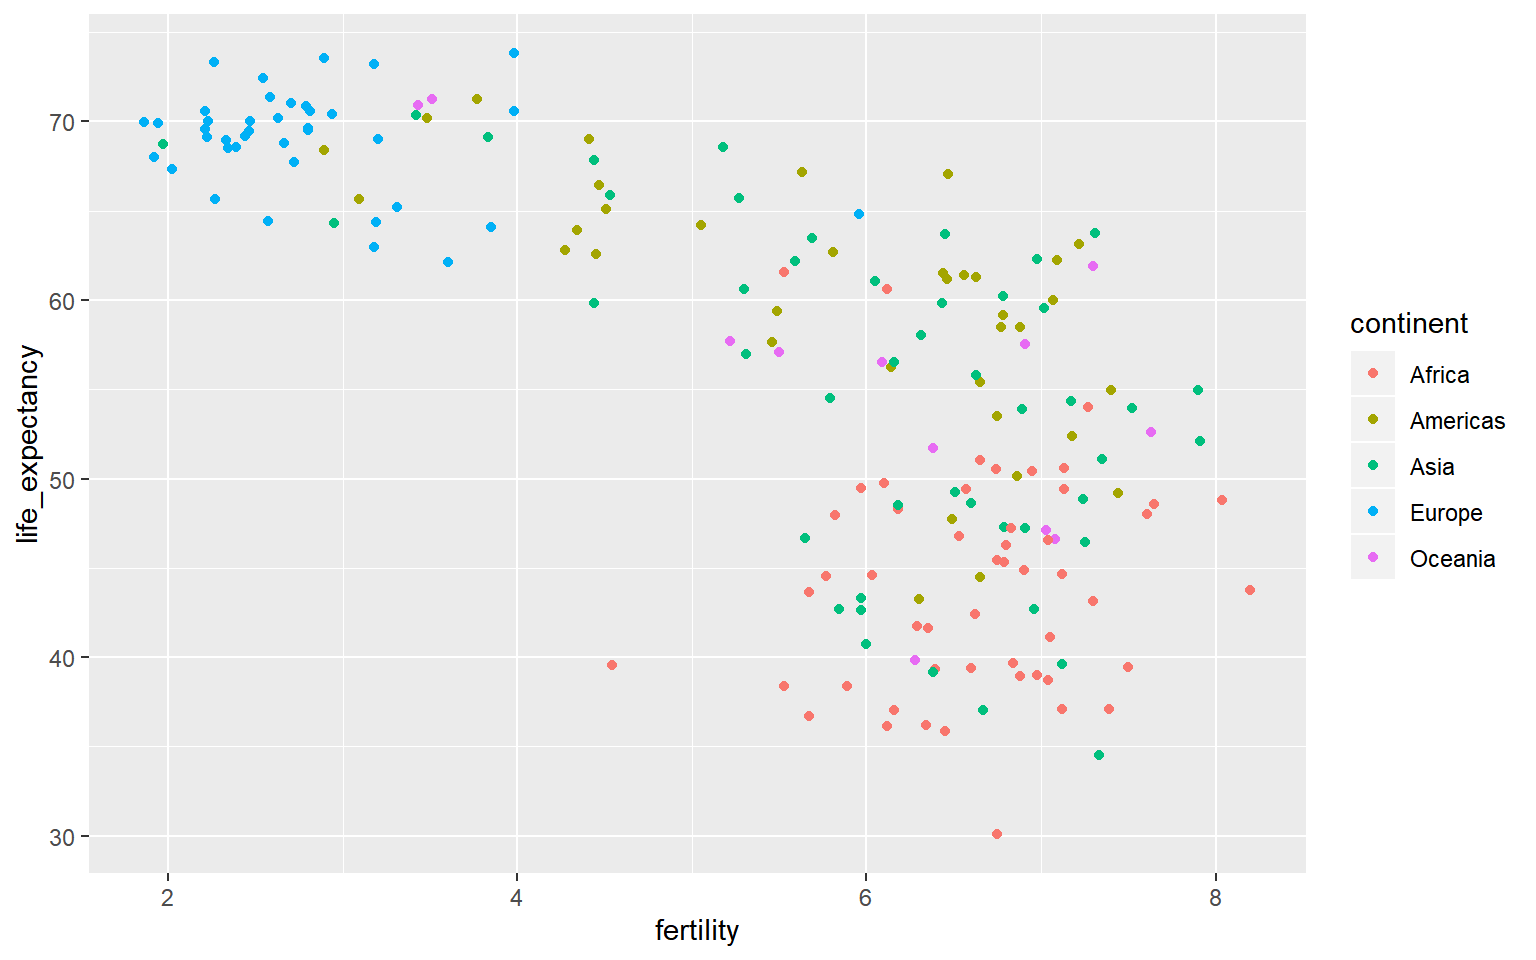 70
60
50
40
30
life_expectancy
2 4 6 8
fertility
continent
Africa
Americas
Asia
Europe
Oceania